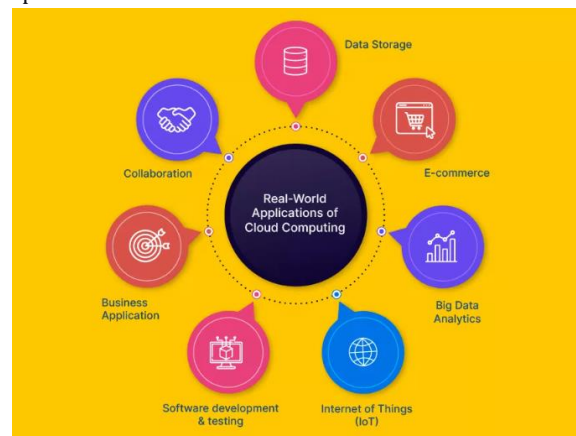 Real-World
Applications of
Cloud Computing
Data Storage
E-commerce
Big Data
Analytics
Internet of Things
(IoT)
Software development
& testing
Business
Application
Collaboration